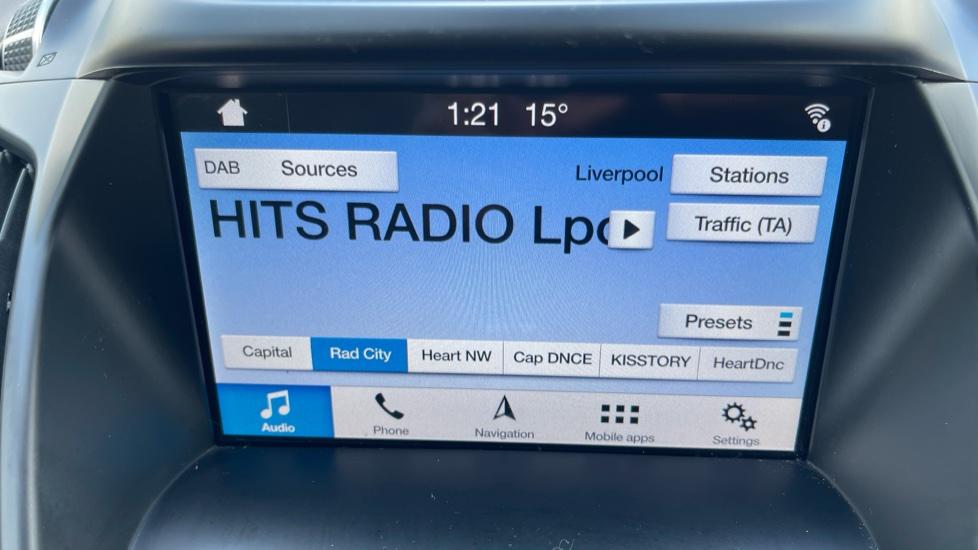 1:21 15°
DAB Sources
Liverpool
Stations
HITS RADIO
Traffic (TA)
Presets
Capital
Rad City
Heart NW
Cap DNCE
KISSTORY
HeartDnc
Audio
Phone
Navigation
Mobile apps
Settings